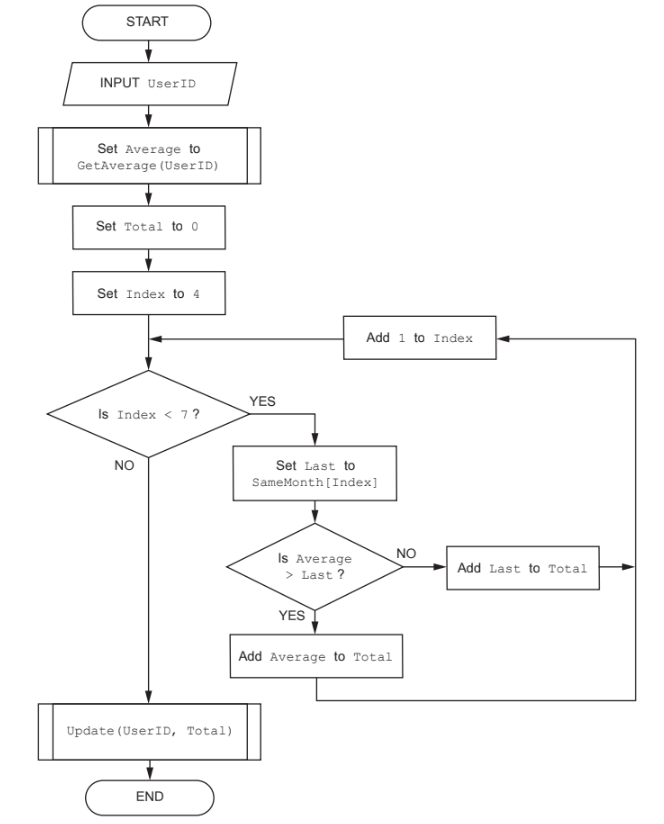 START
INPUT UserID
Set Average to
GetAverage(UserID)
Set Total to 0
Set Index to 4
Add 1 to Index
Is Index < 7 ?
YES
NO
Set Last to
SameMonth[Index]
Is Average
> Last ?
NO
Add Last to Total
YES
Add Average to Total
Update(UserID, Total)
END